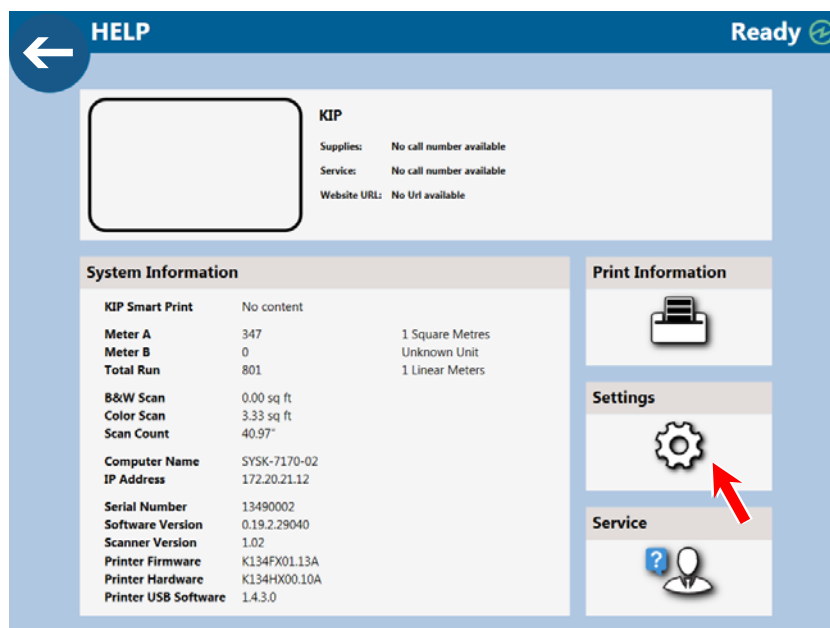 HELP
Ready
KIP
Supplies: No call number available
Service: No call number available
Website URL: No Url available
System Information
KIP Smart Print No content
Meter A 347 1 Square Metres
Meter B 0 Unknown Unit
Total Run 801 1 Linear Meters
B&W Scan 0.00 sq ft
Color Scan 3.33 sq ft
Scan Count 40.97"
Computer Name SYSK-7170-02
IP Address 172.20.21.12
Serial Number 13490002
Software Version 0.19.2.29040
Scanner Version 1.02
Printer Firmware K134FX01.13A
Printer Hardware K134HX00.10A
Printer USB Software 1.4.3.0
Print Information
Settings
Service
?